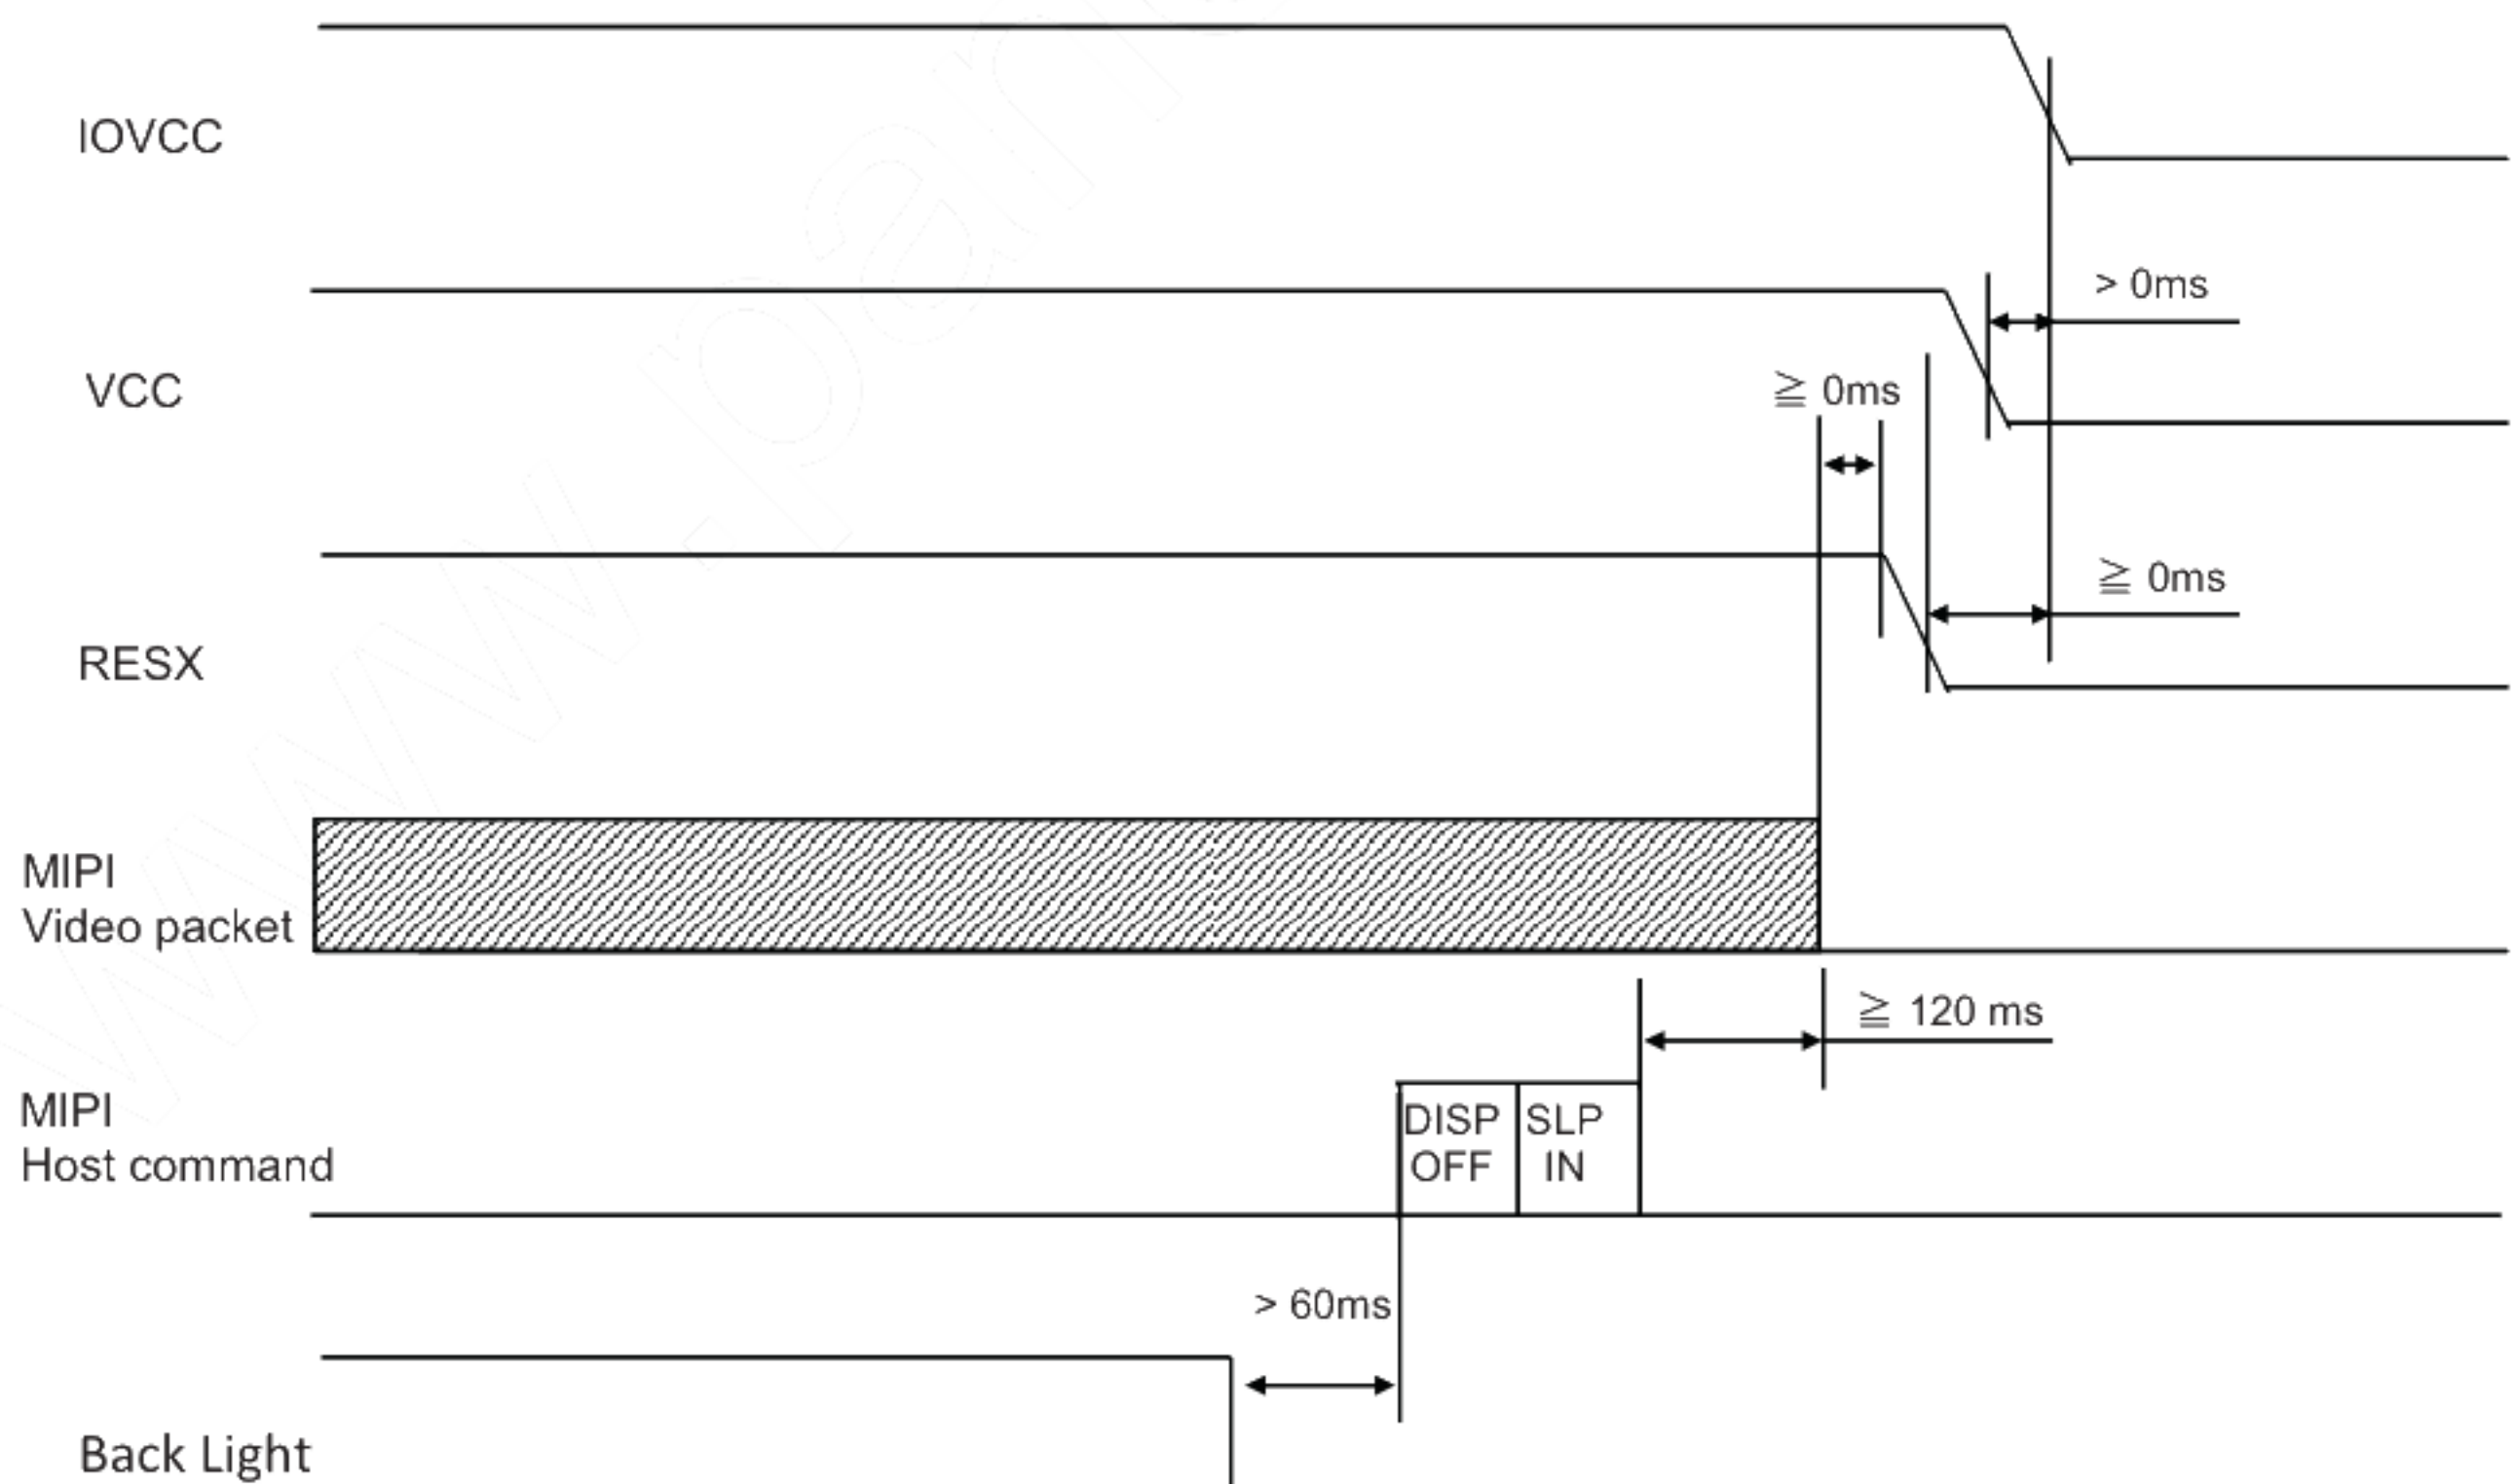 IOVCC
> 0ms
VCC
≧ 0ms
≧ 0ms
RESX
MIPI
Video packet
≧ 120 ms
MIPI
Host command
DISP
OFF
SLP
IN
> 60ms
Back Light